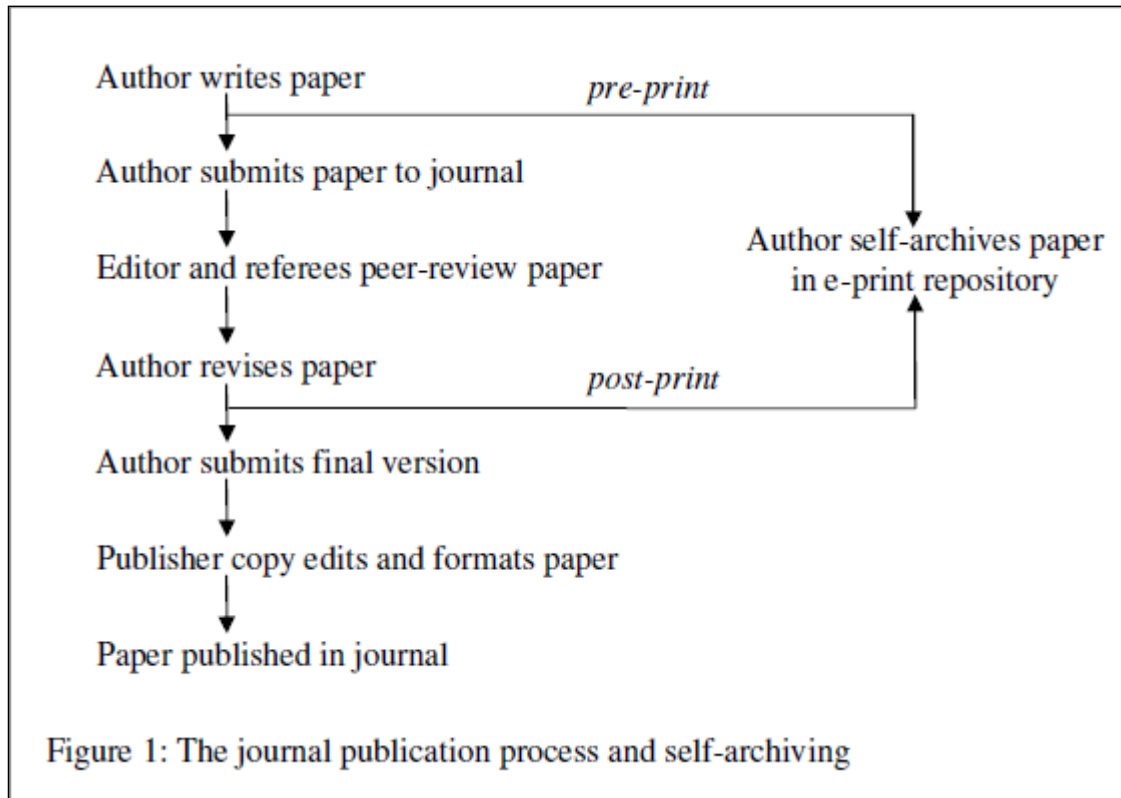 Author writes paper
pre-print
Author submits paper to journal
Author self-archives paper
in e-print repository
Editor and referees peer-review paper
Author revises paper
post-print
Author submits final version
Publisher copy edits and formats paper
Paper published in journal
Figure 1: The journal publication process and self-archiving